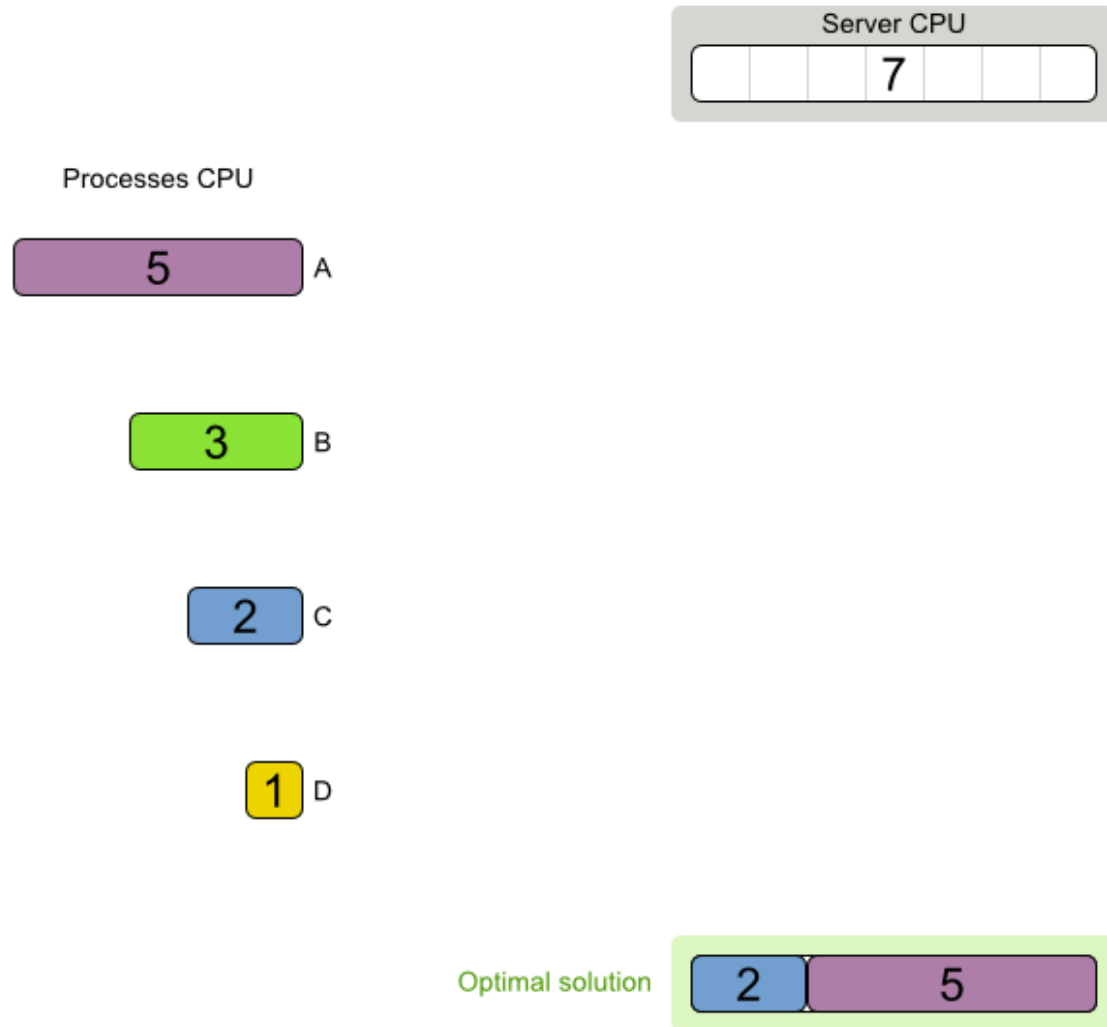 Server CPU
7
Processes CPU
5 A
3 B
2 C
1 D
Optimal solution 2 5